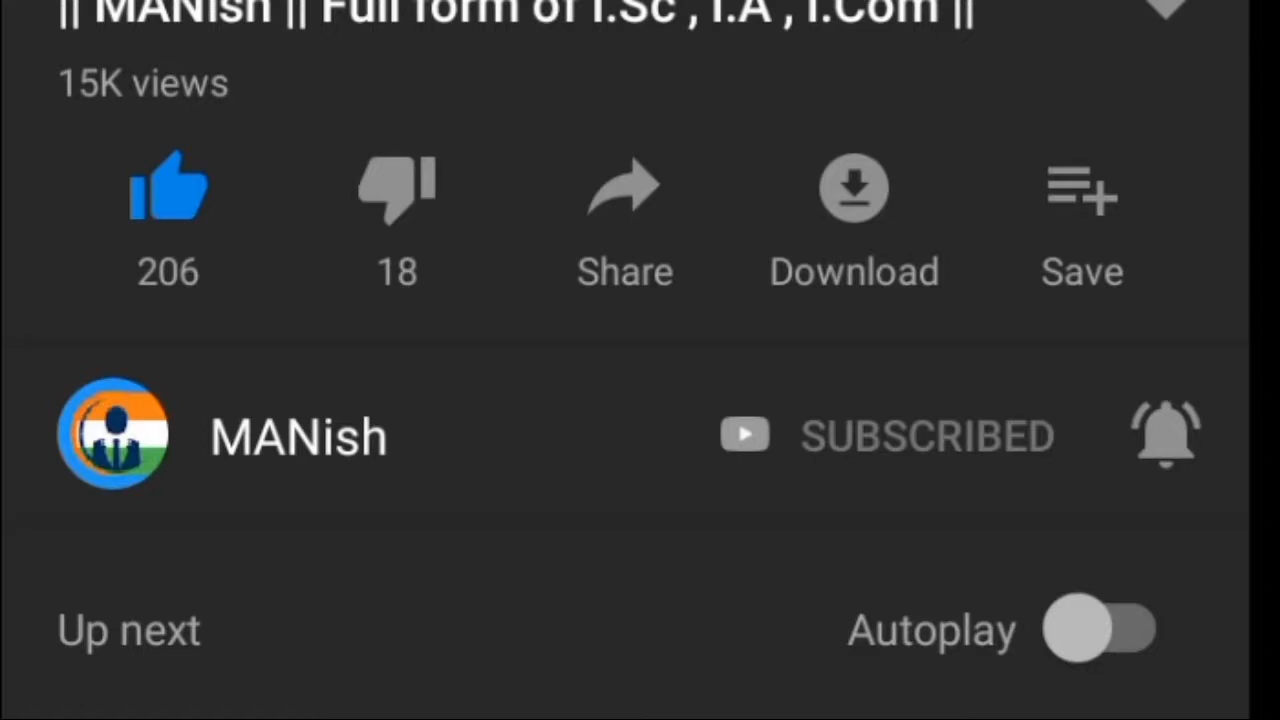 || MANish || Full form of I.Sc , I.A , I.Com ||
15K views
206 18 Share Download Save
MANish SUBSCRIBED
Up next Autoplay